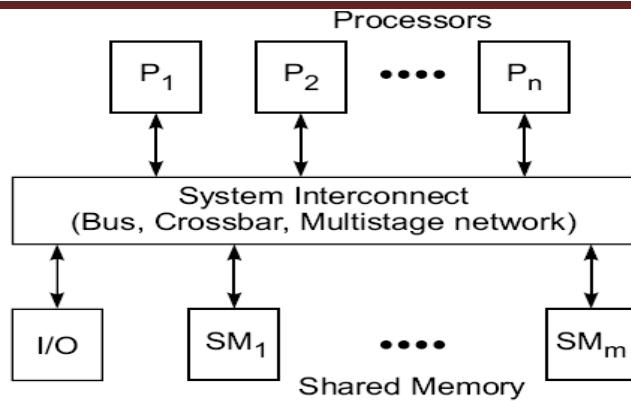 Processors
P1 P2 •••• Pn
System Interconnect
(Bus, Crossbar, Multistage network)
I/O SM1 •••• SMm
Shared Memory